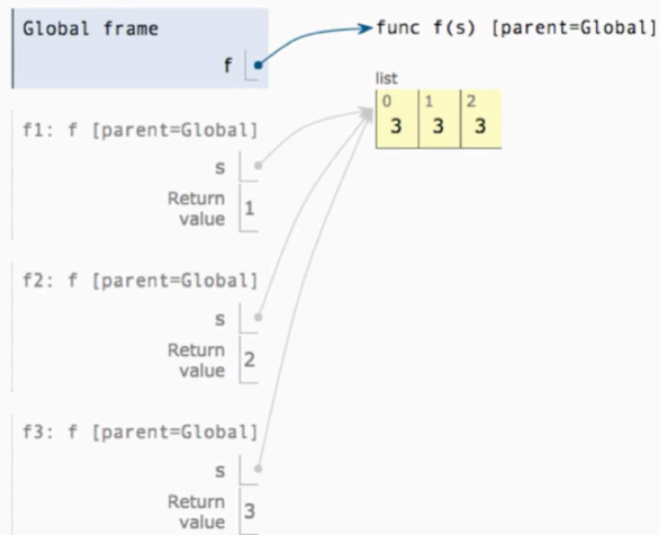 Global frame
f
func f(s) [parent=Global]
list
0 1 2
3 3 3
f1: f [parent=Global]
s
Return
value 1
f2: f [parent=Global]
s
Return
value 2
f3: f [parent=Global]
s
Return
value 3